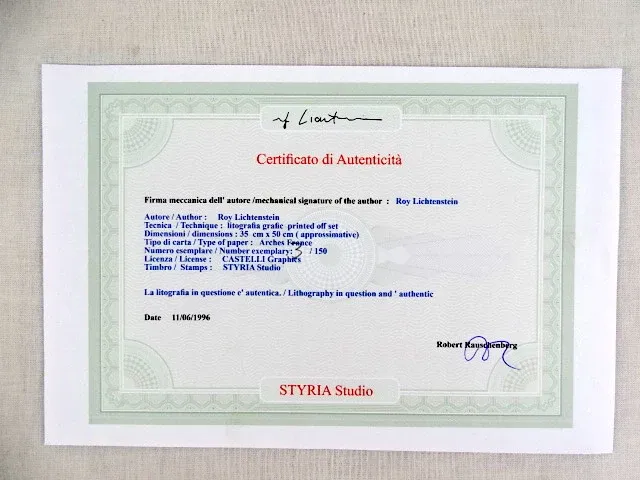 rf Lichtenstein
Certificato di Autenticità
Firma meccanica dell' autore /mechanical signature of the author : Roy Lichtenstein
Autore / Author : Roy Lichtenstein
Tecnica / Technique : litografia grafic printed off set
Dimensioni / dimensions : 35 cm x 50 cm ( approssimative)
Tipo di carta / Type of paper : Arches France
Numero esemplare / Number exemplary: 3 / 150
Licenza / License : CASTELLI Graphics
Timbro / Stamps : STYRIA Studio
La litografia in questione e' autentica. / Lithography in question and ' authentic
Date 11/06/1996
Robert Rauschenberg
STYRIA Studio